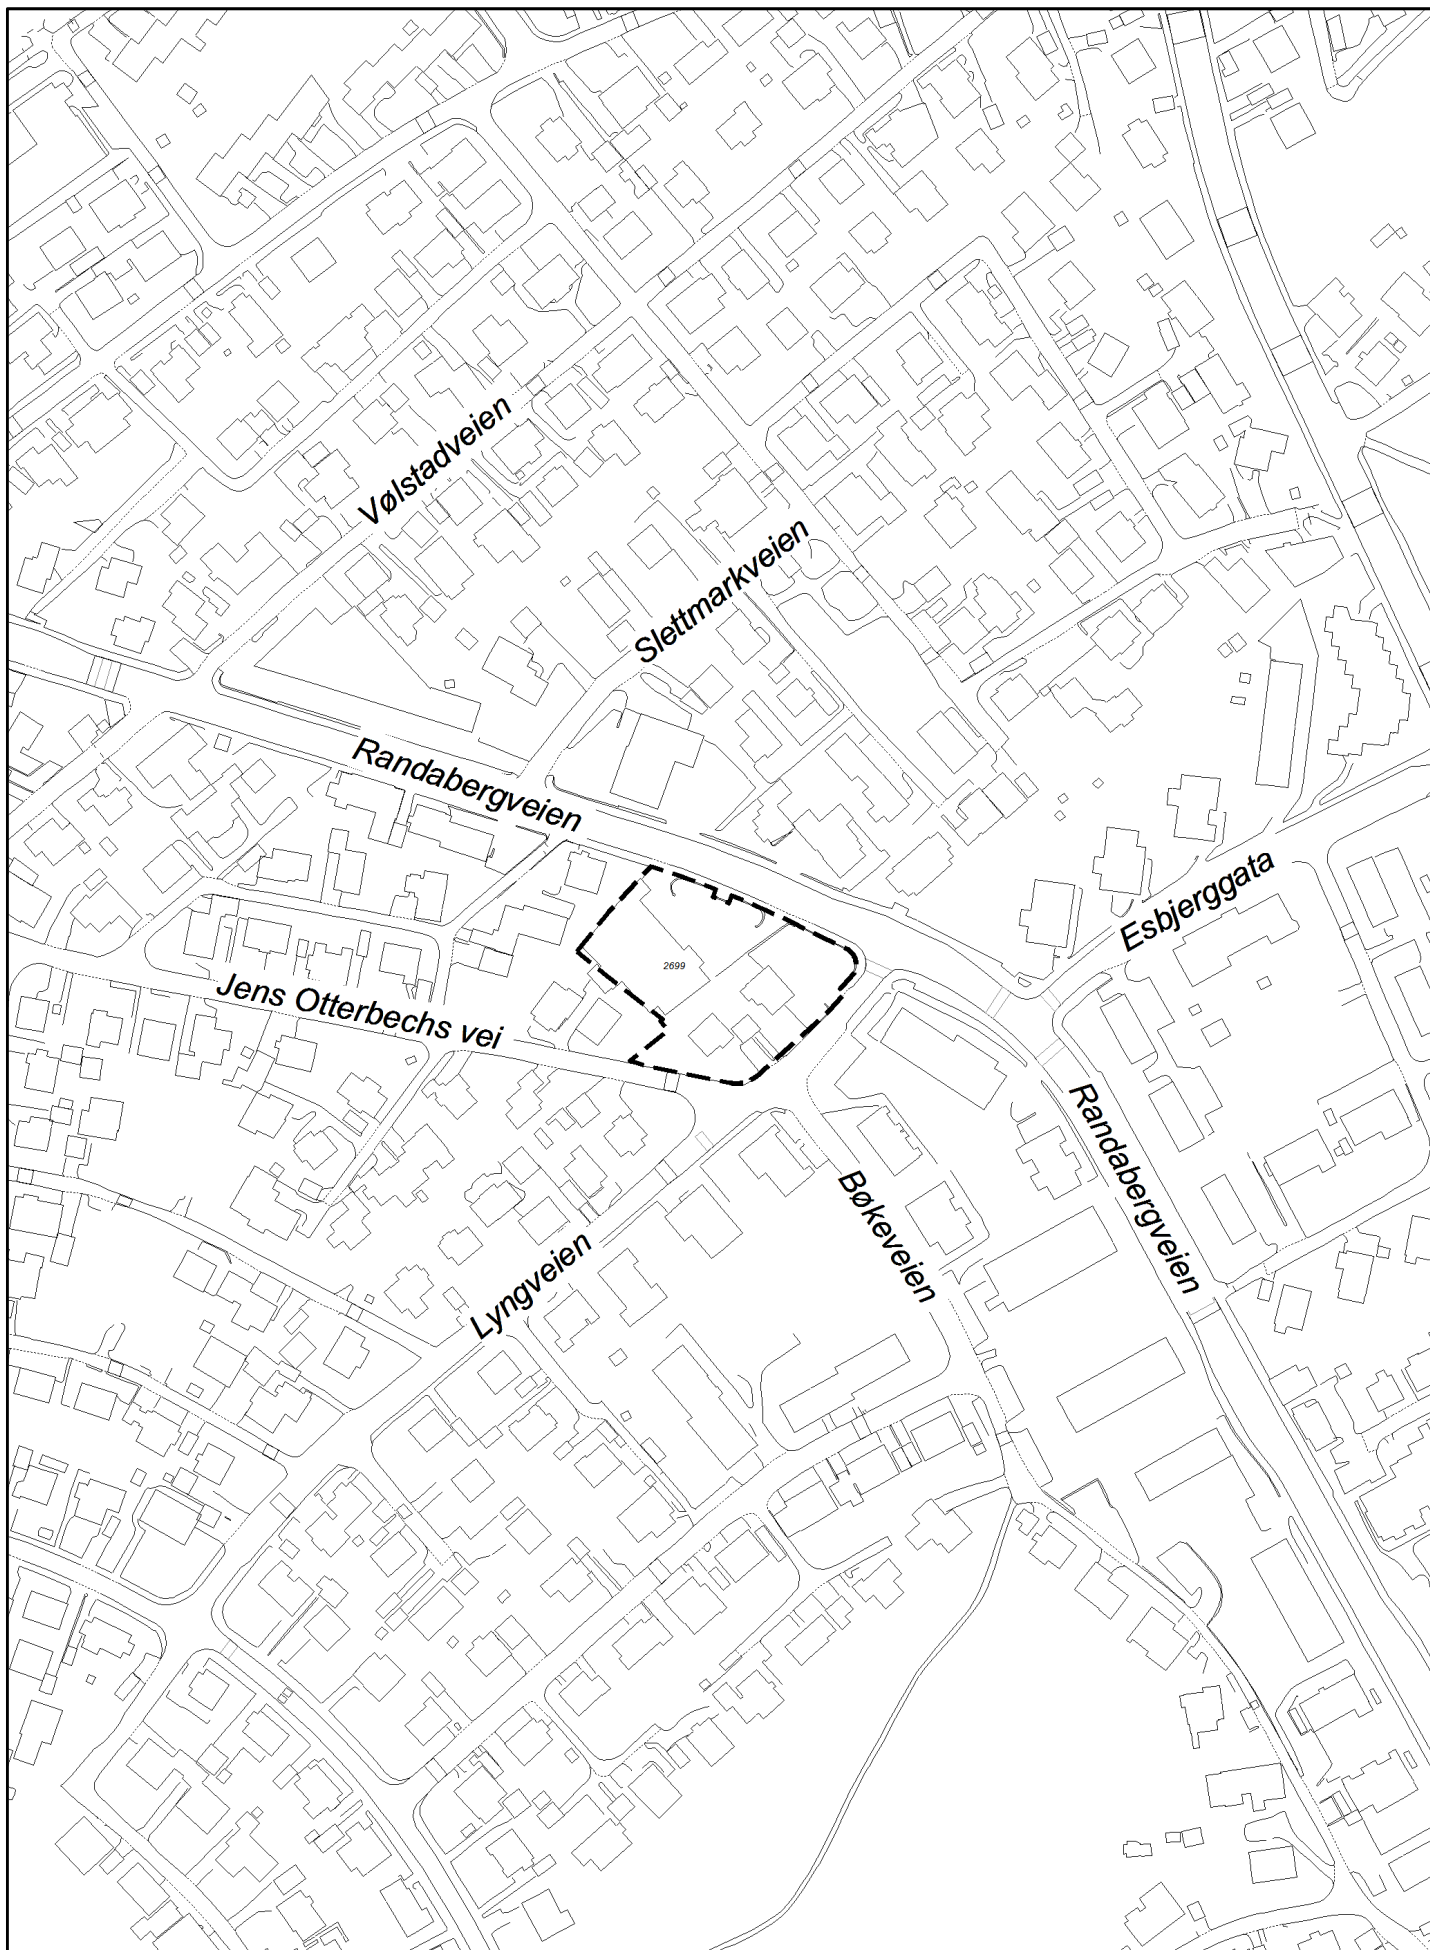 Vølstadveien
Slettmarkveien
Randabergveien
Esbjerggata
2699
Jens Otterbechs vei
Randabergveien
Bøkeveien
Lyngveien